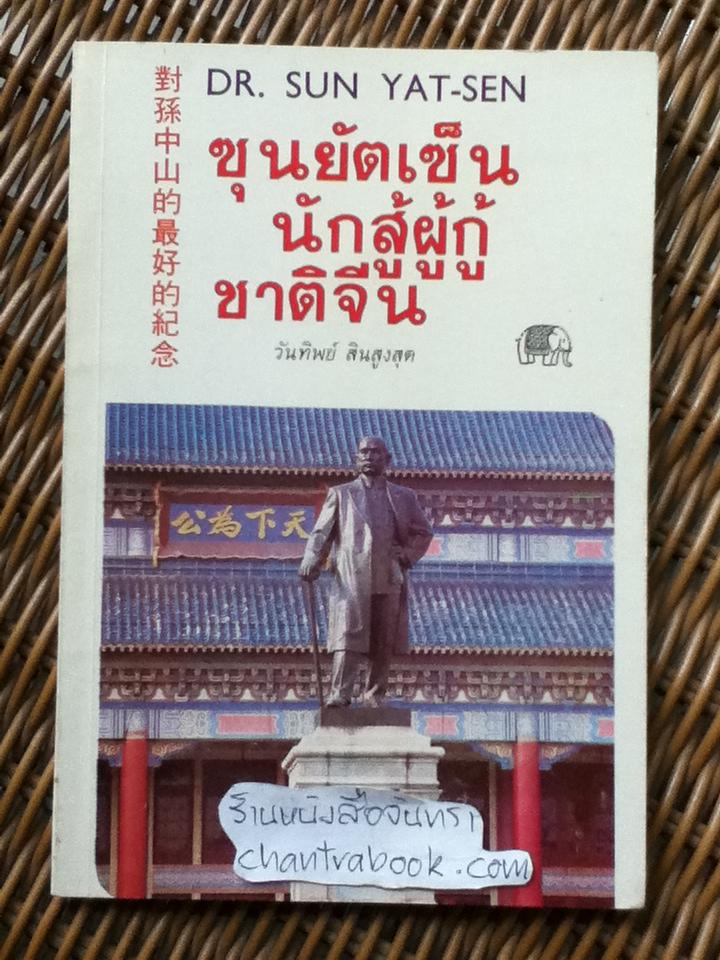 對孫中山的最好的紀念
DR. SUN YAT-SEN
ซุนยัตเซ็น
นักสู้ผู้กู้
ชาติจีน
วันทิพย์ สินสูงสุด
公為下天
ร้านหนังสือจันทรา
chantrabook.com